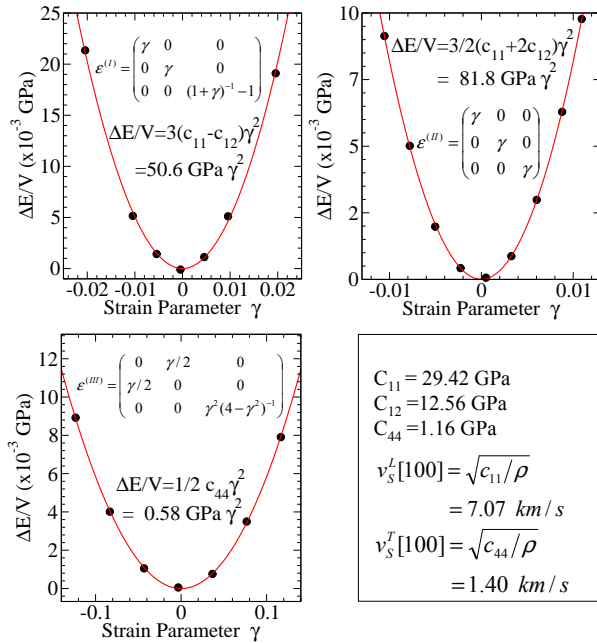 25
20
15
10
5
0
ΔE/V (x10⁻³ GPa)
ε⁽ᴵ⁾ = ( γ 0 0
0 γ 0
0 0 (1+γ)⁻¹−1 )
ΔE/V=3(c₁₁-c₁₂)γ²
=50.6 GPa γ²
-0.02 -0.01 0 0.01 0.02
Strain Parameter γ
10
7
5
2
0
ΔE/V (x10⁻³ GPa)
ΔE/V=3/2(c₁₁+2c₁₂)γ²
= 81.8 GPa γ²
ε⁽ᴵᴵ⁾ = ( γ 0 0
0 γ 0
0 0 γ )
-0.01 0 0.01
Strain Parameter γ
12
10
8
6
4
2
0
ΔE/V (x10⁻³ GPa)
ε⁽ᴵᴵᴵ⁾ = ( 0 γ/2 0
γ/2 0 0
0 0 γ²(4−γ²)⁻¹ )
ΔE/V=1/2 c₄₄γ²
= 0.58 GPa γ²
-0.1 0 0.1
Strain Parameter γ
C₁₁ = 29.42 GPa
C₁₂ = 12.56 GPa
C₄₄ = 1.16 GPa
v_S^L[100] = √(c₁₁/ρ)
= 7.07 km/s
v_S^T[100] = √(c₄₄/ρ)
= 1.40 km/s